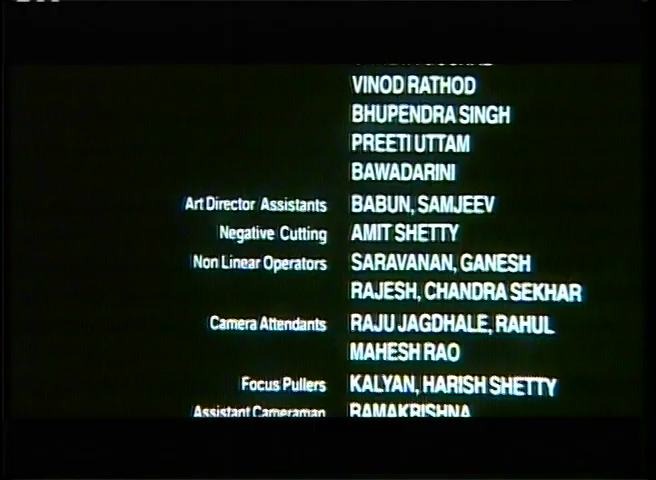 VINOD RATHOD
BHUPENDRA SINGH
PREETI UTTAM
BAWADARINI
Art Director Assistants BABUN, SAMJEEV
Negative Cutting AMIT SHETTY
Non Linear Operators SARAVANAN, GANESH
RAJESH, CHANDRA SEKHAR
Camera Attendants RAJU JAGDHALE, RAHUL
MAHESH RAO
Focus Pullers KALYAN, HARISH SHETTY
Assistant Cameraman RAMAKRISHNA